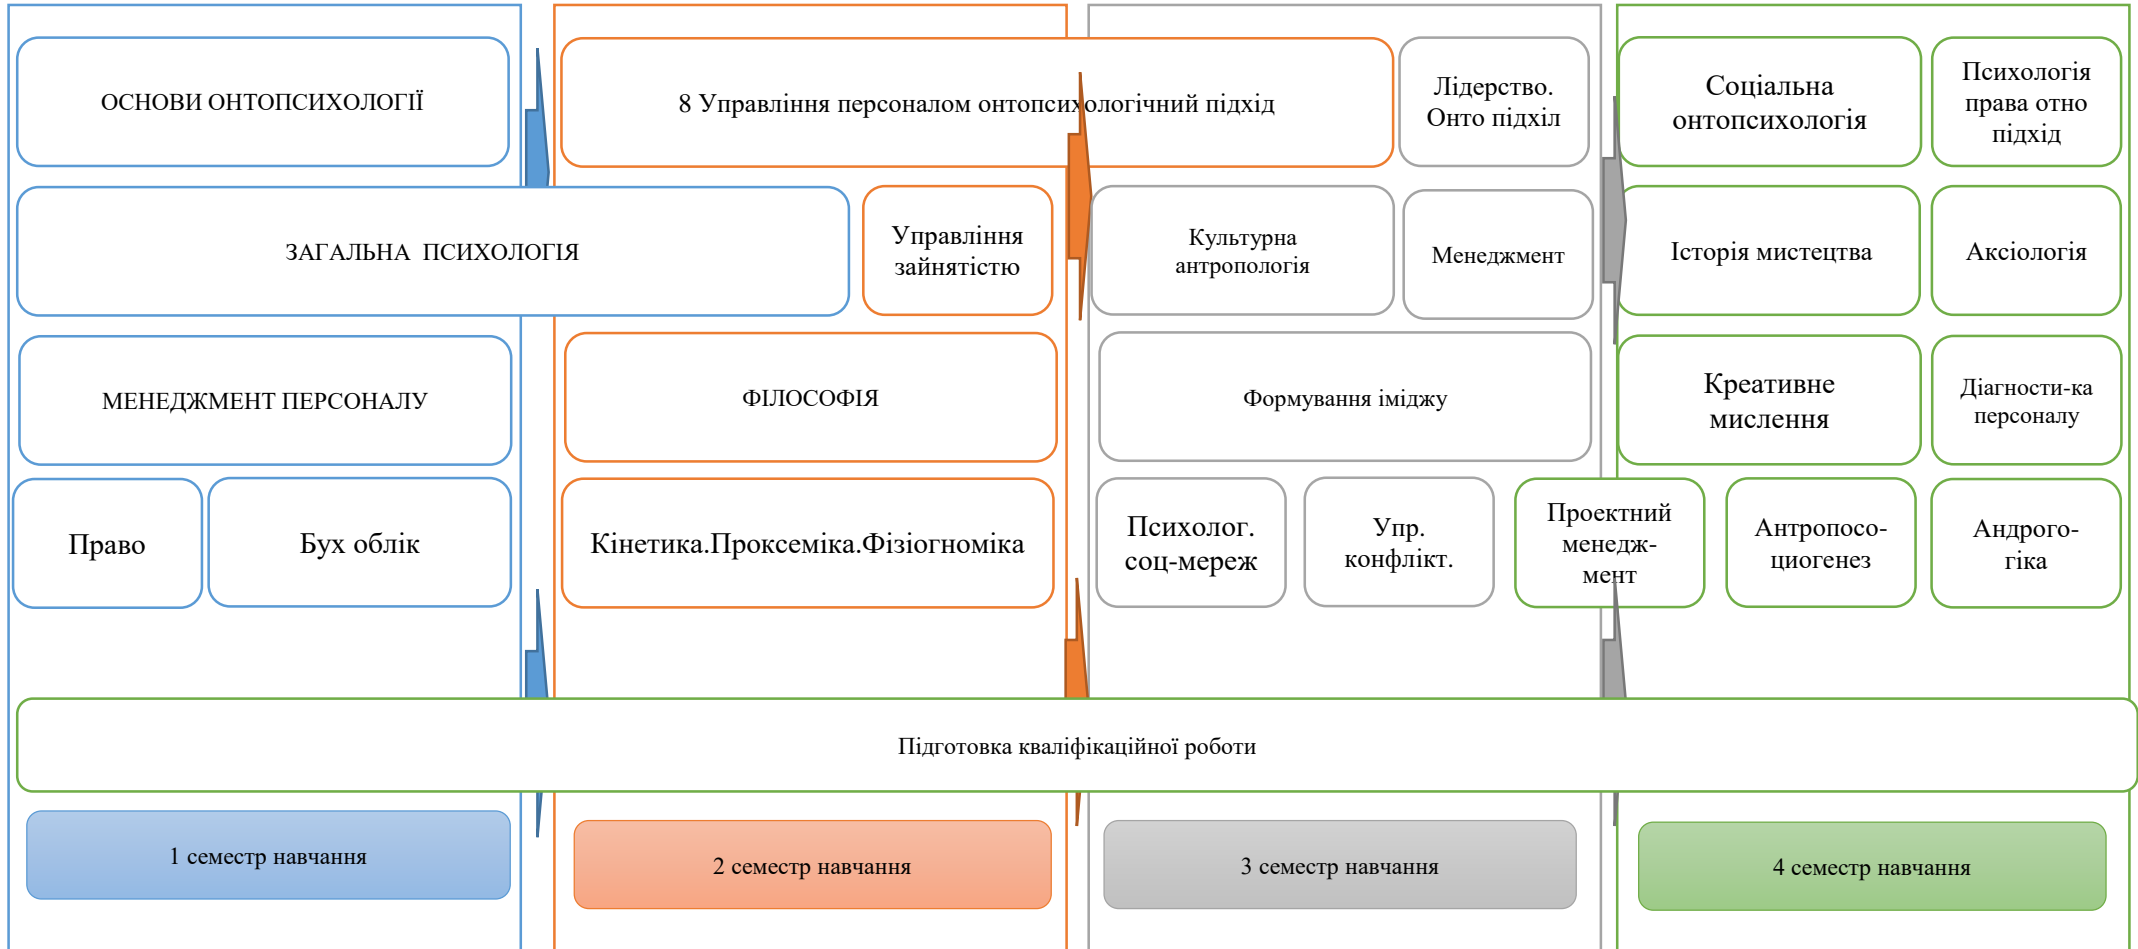 ОСНОВИ ОНТОПСИХОЛОГІЇ
8 Управління персоналом онтопсихологічний підхід
Лідерство.
Онто підхіл
Соціальна
онтопсихологія
Психологія
права отно
підхід
ЗАГАЛЬНА  ПСИХОЛОГІЯ
Управління
зайнятістю
Культурна
антропологія
Менеджмент
Історія мистецтва
Аксіологія
МЕНЕДЖМЕНТ ПЕРСОНАЛУ
ФІЛОСОФІЯ
Формування іміджу
Креативне
мислення
Діагности-ка
персоналу
Право
Бух облік
Кінетика.Проксеміка.Фізіогноміка
Психолог.
соц-мереж
Упр.
конфлікт.
Проектний
менедж-
мент
Антропосо-
циогенез
Андрого-
гіка
Підготовка кваліфікаційної роботи
1 семестр навчання
2 семестр навчання
3 семестр навчання
4 семестр навчання